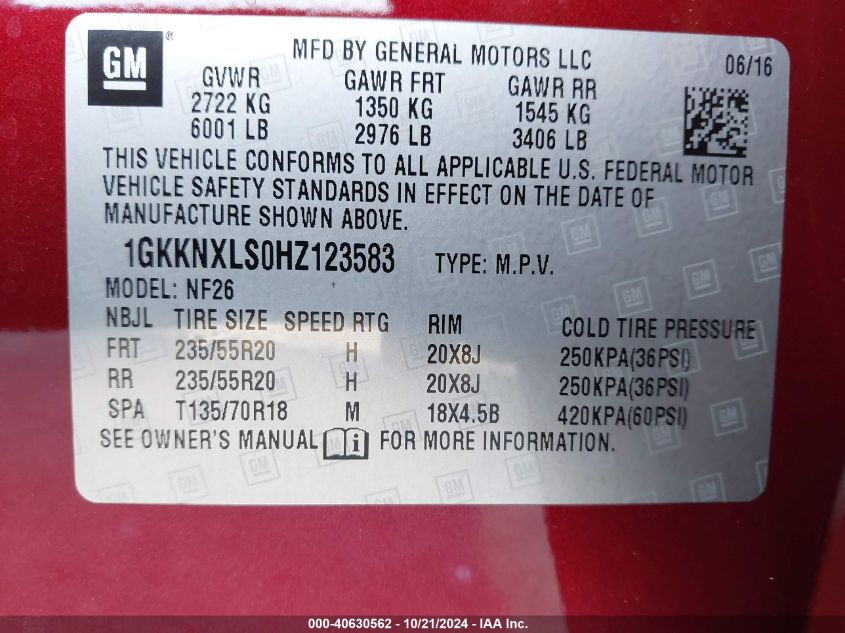 GM® MFD BY GENERAL MOTORS LLC 06/16
GVWR GAWR FRT GAWR RR
2722 KG 1350 KG 1545 KG
6001 LB 2976 LB 3406 LB
THIS VEHICLE CONFORMS TO ALL APPLICABLE U.S. FEDERAL MOTOR
VEHICLE SAFETY STANDARDS IN EFFECT ON THE DATE OF
MANUFACTURE SHOWN ABOVE.
1GKKNXLS0HZ123583 TYPE: M.P.V.
MODEL: NF26
NBJL TIRE SIZE SPEED RTG RIM COLD TIRE PRESSURE
FRT 235/55R20 H 20X8J 250KPA(36PSI)
RR 235/55R20 H 20X8J 250KPA(36PSI)
SPA T135/70R18 M 18X4.5B 420KPA(60PSI)
SEE OWNER'S MANUAL i FOR MORE INFORMATION.
000-40630562 - 10/21/2024 - IAA Inc.